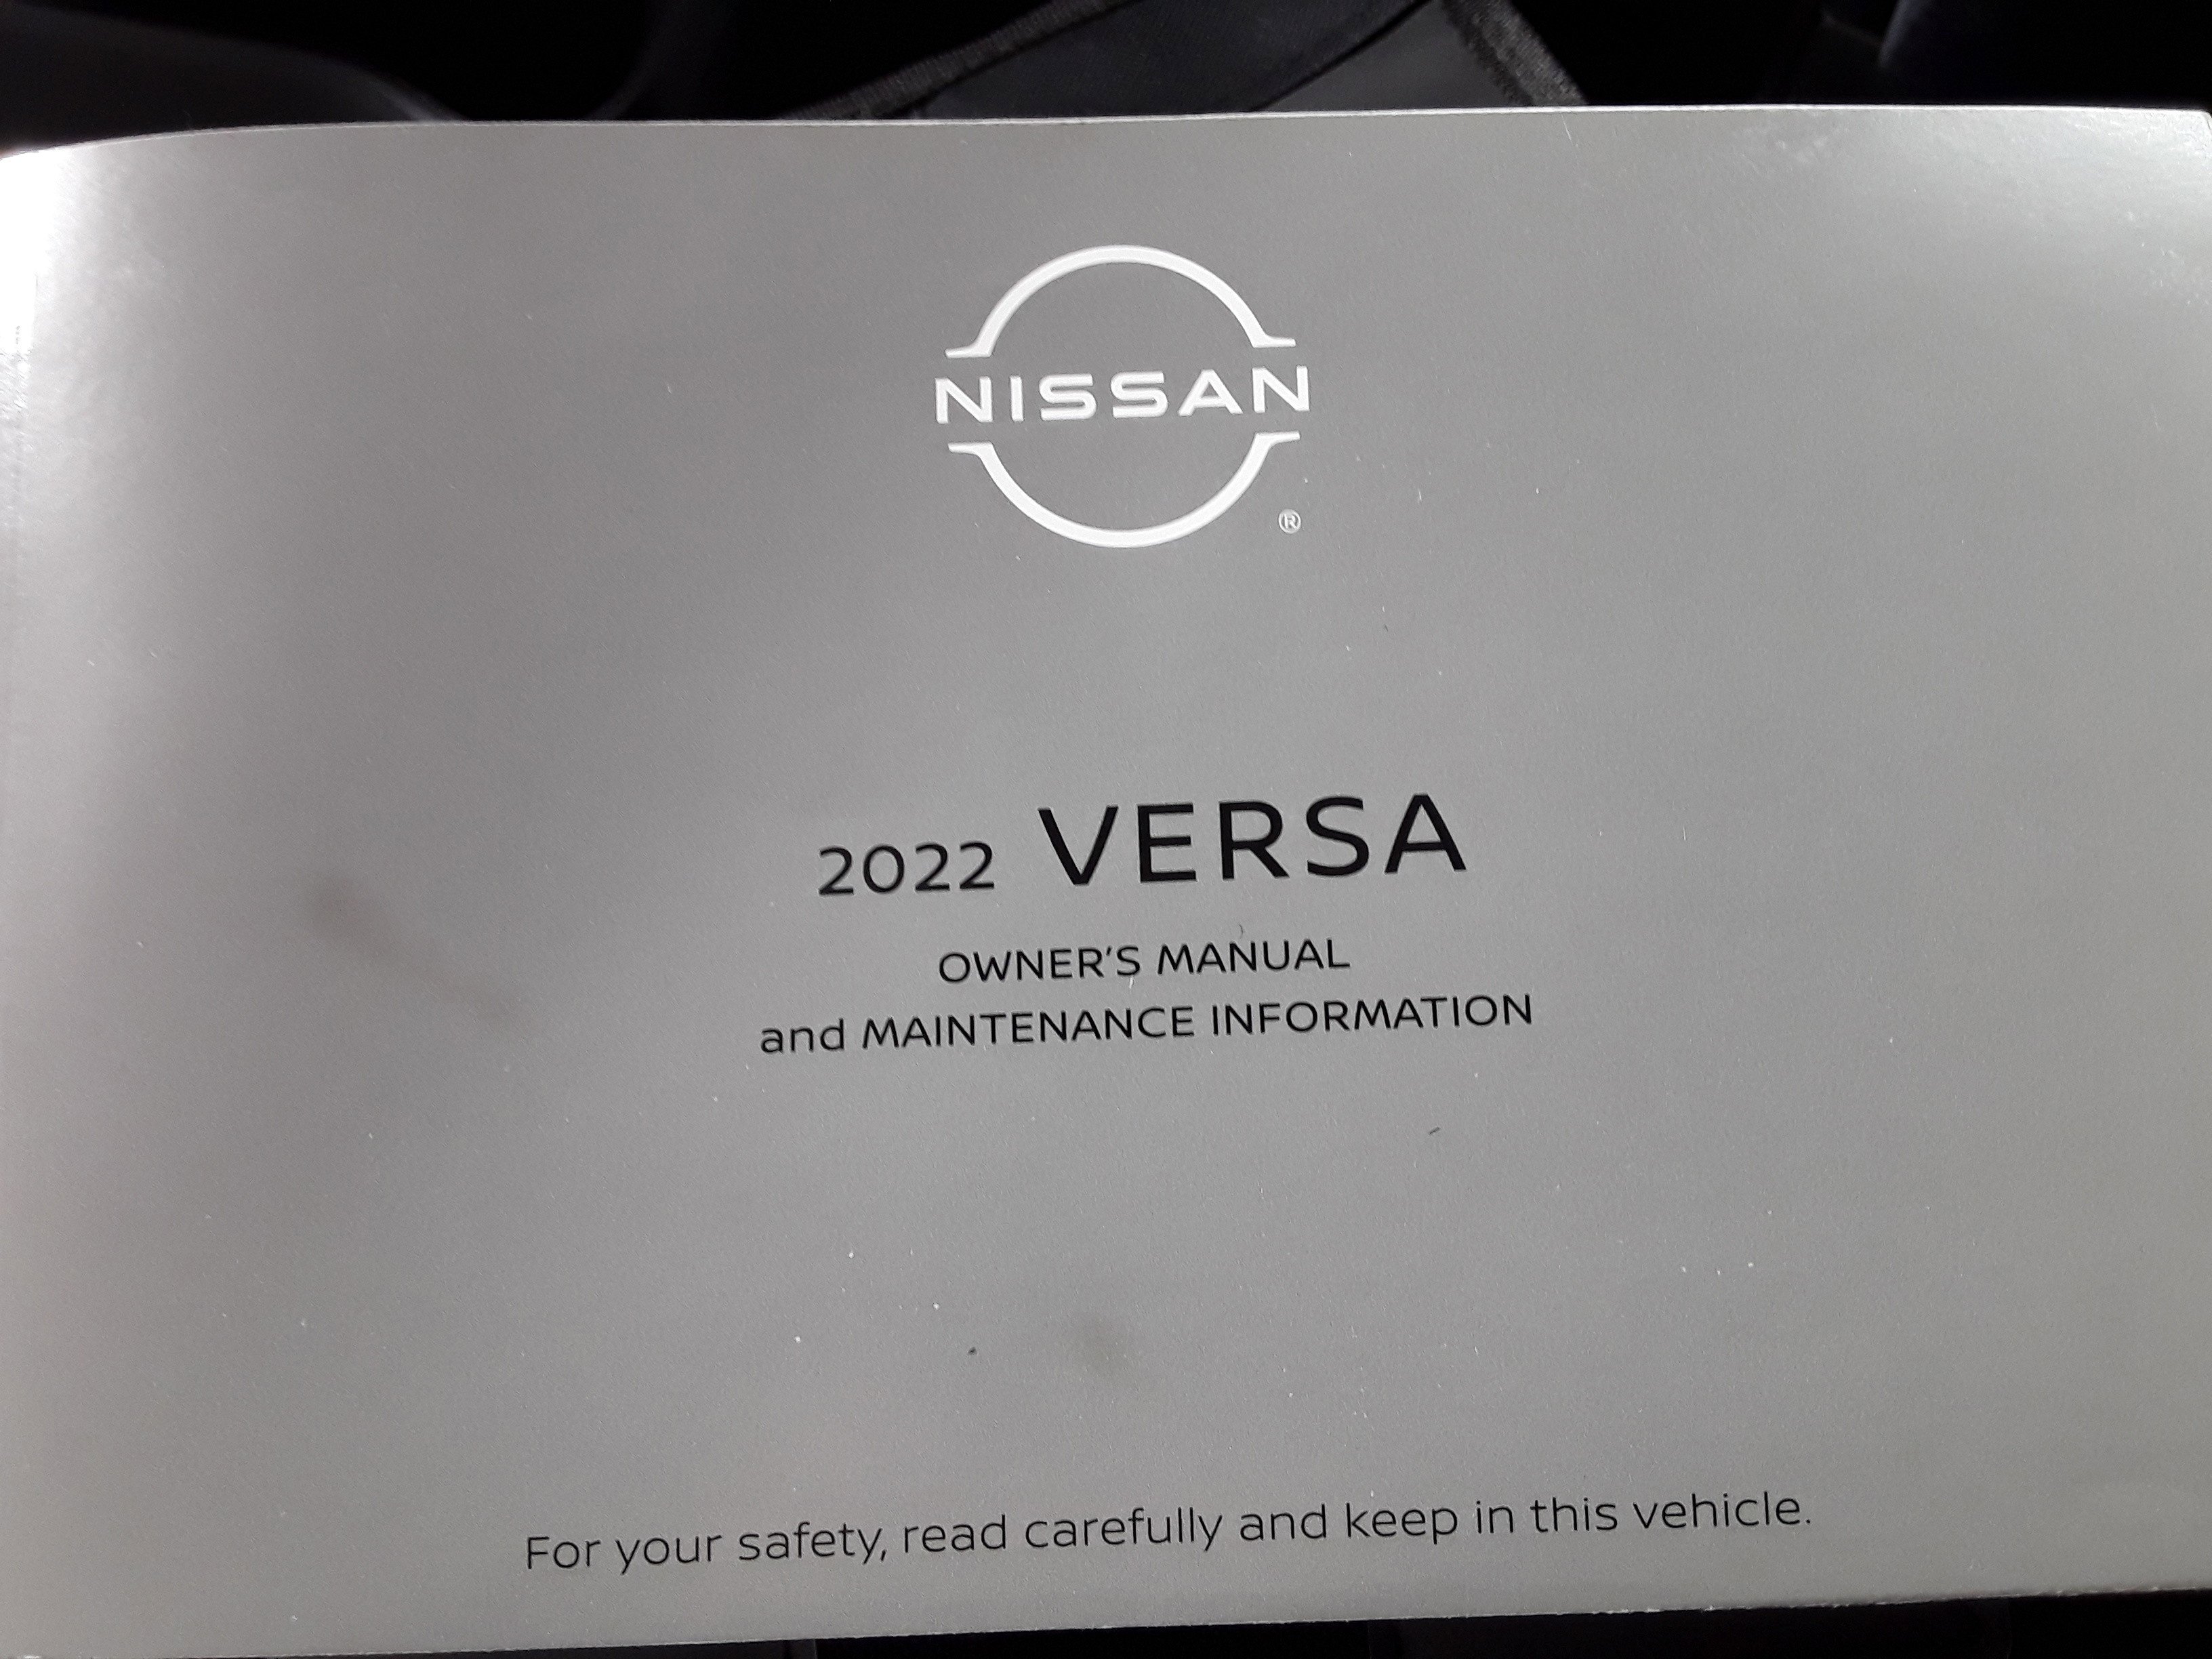 NISSAN
®
2022 VERSA
OWNER'S MANUAL
and MAINTENANCE INFORMATION
For your safety, read carefully and keep in this vehicle.